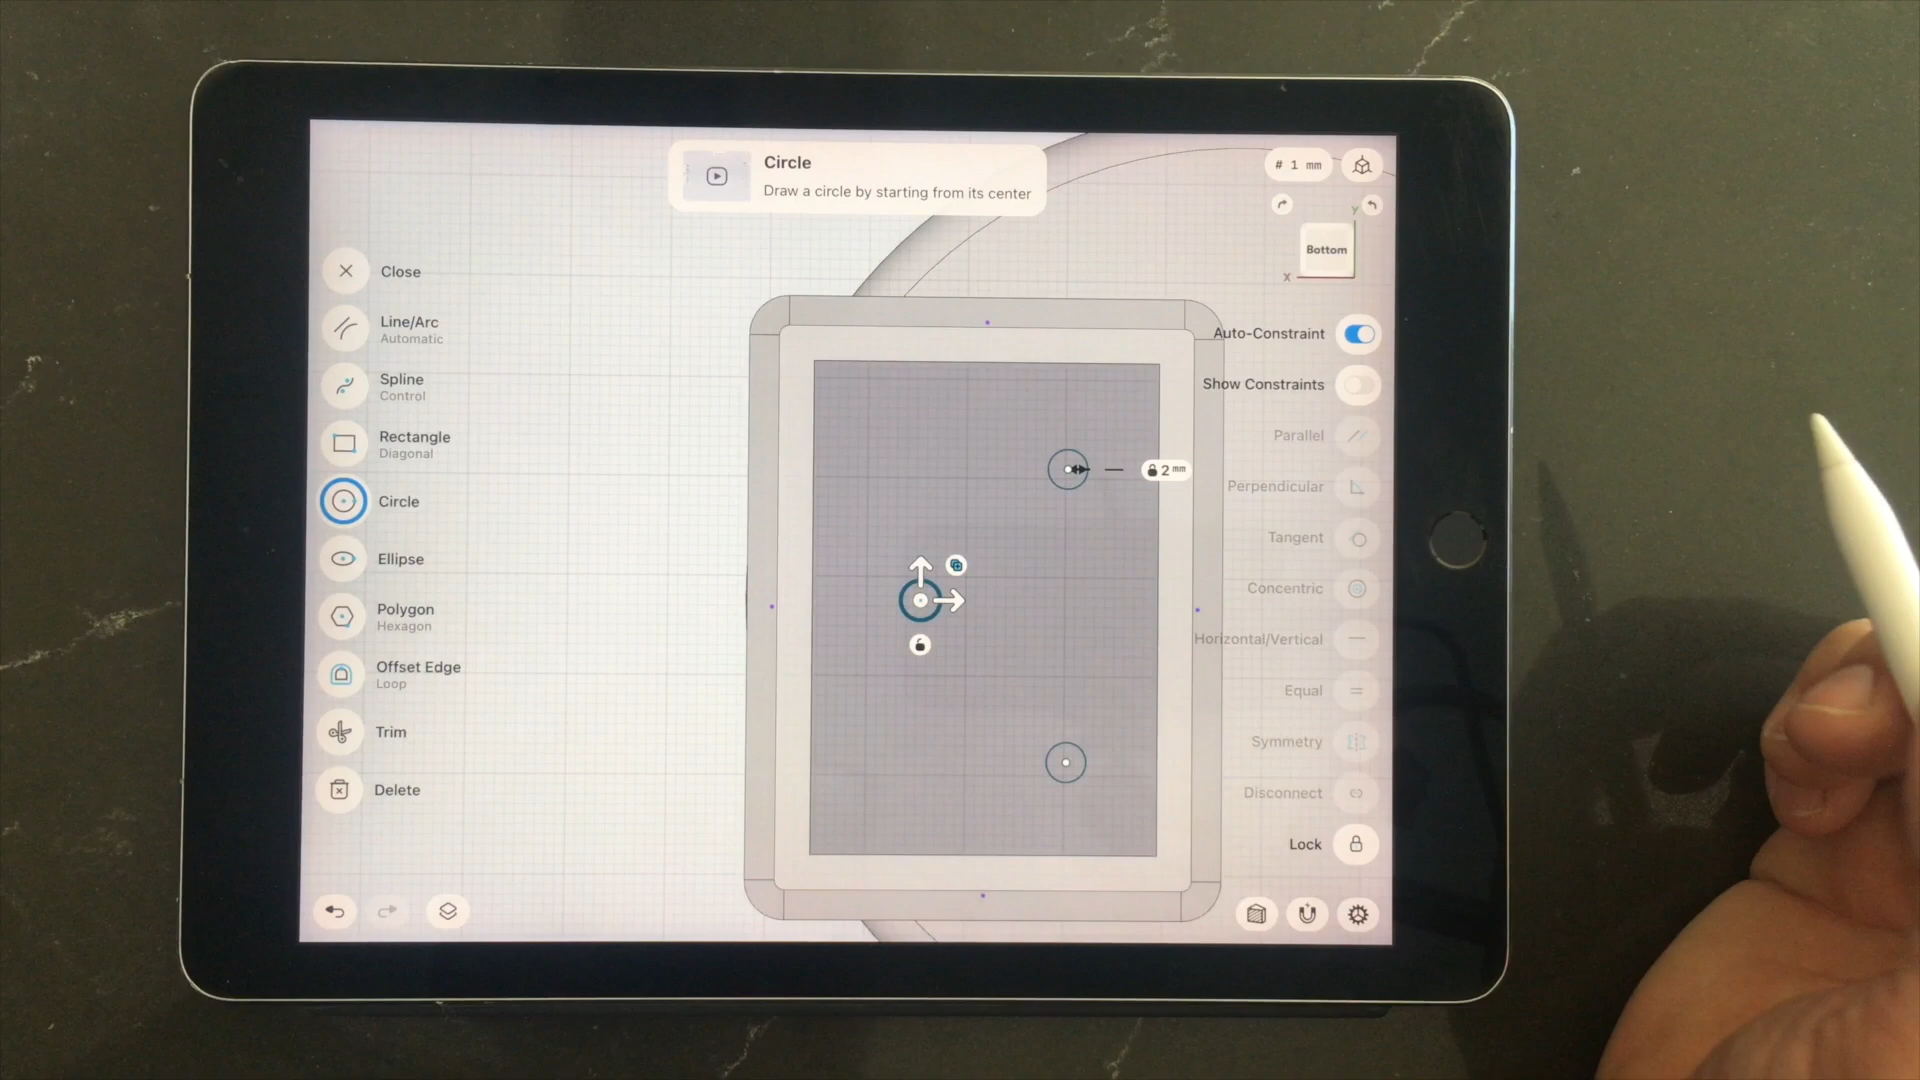 Circle
Draw a circle by starting from its center
# 1 mm
Y
Bottom
X
Close
Line/Arc
Automatic
Spline
Control
Rectangle
Diagonal
Circle
Ellipse
Polygon
Hexagon
Offset Edge
Loop
Trim
Delete
2 mm
Auto-Constraint
Show Constraints
Parallel
Perpendicular
Tangent
Concentric
Horizontal/Vertical
Equal
Symmetry
Disconnect
Lock